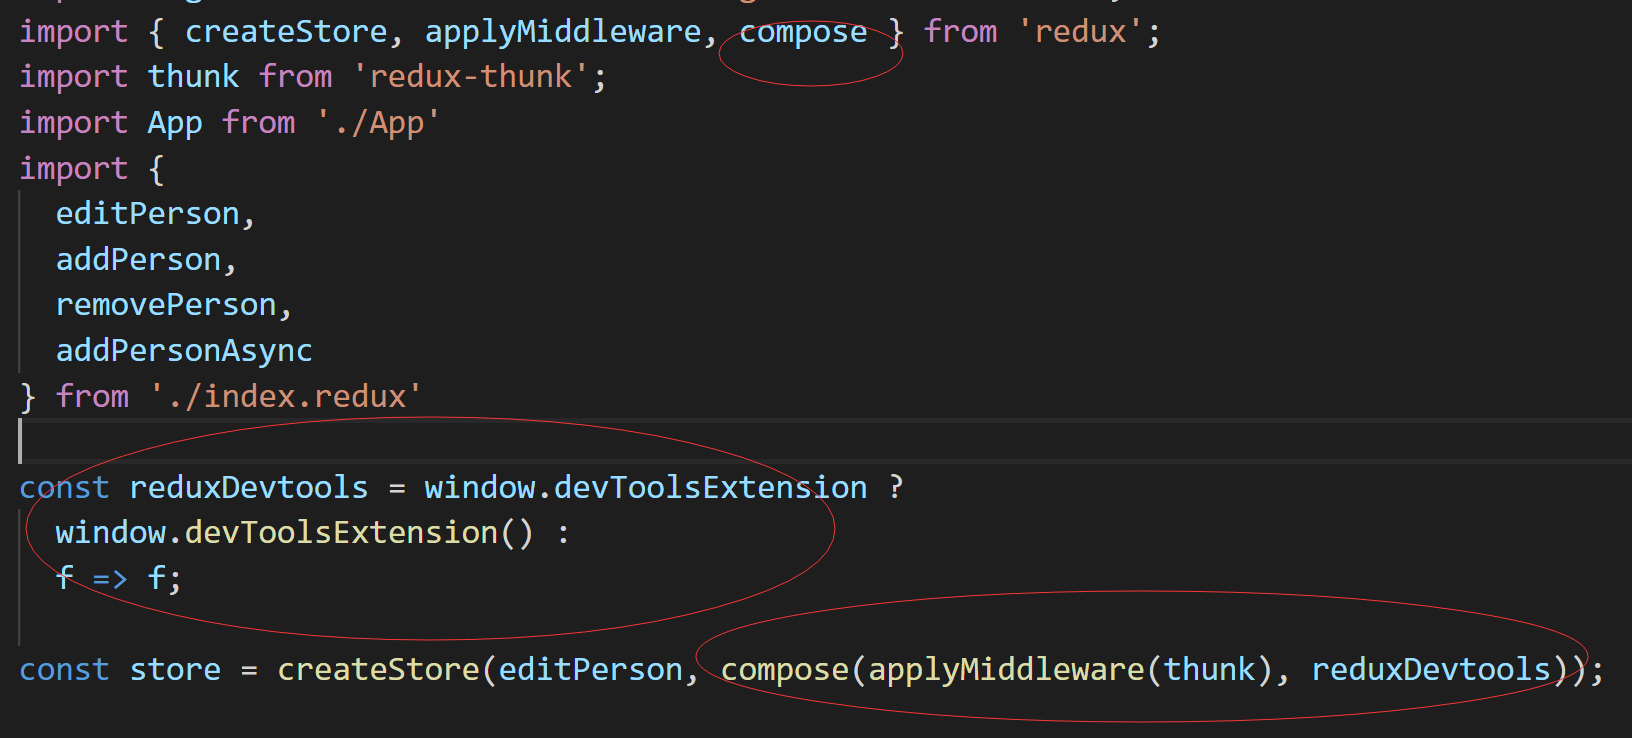 import { createStore, applyMiddleware, compose } from 'redux';
import thunk from 'redux-thunk';
import App from './App'
import {
  editPerson,
  addPerson,
  removePerson,
  addPersonAsync
} from './index.redux'
const reduxDevtools = window.devToolsExtension ?
  window.devToolsExtension() :
  f => f;
const store = createStore(editPerson, compose(applyMiddleware(thunk), reduxDevtools));